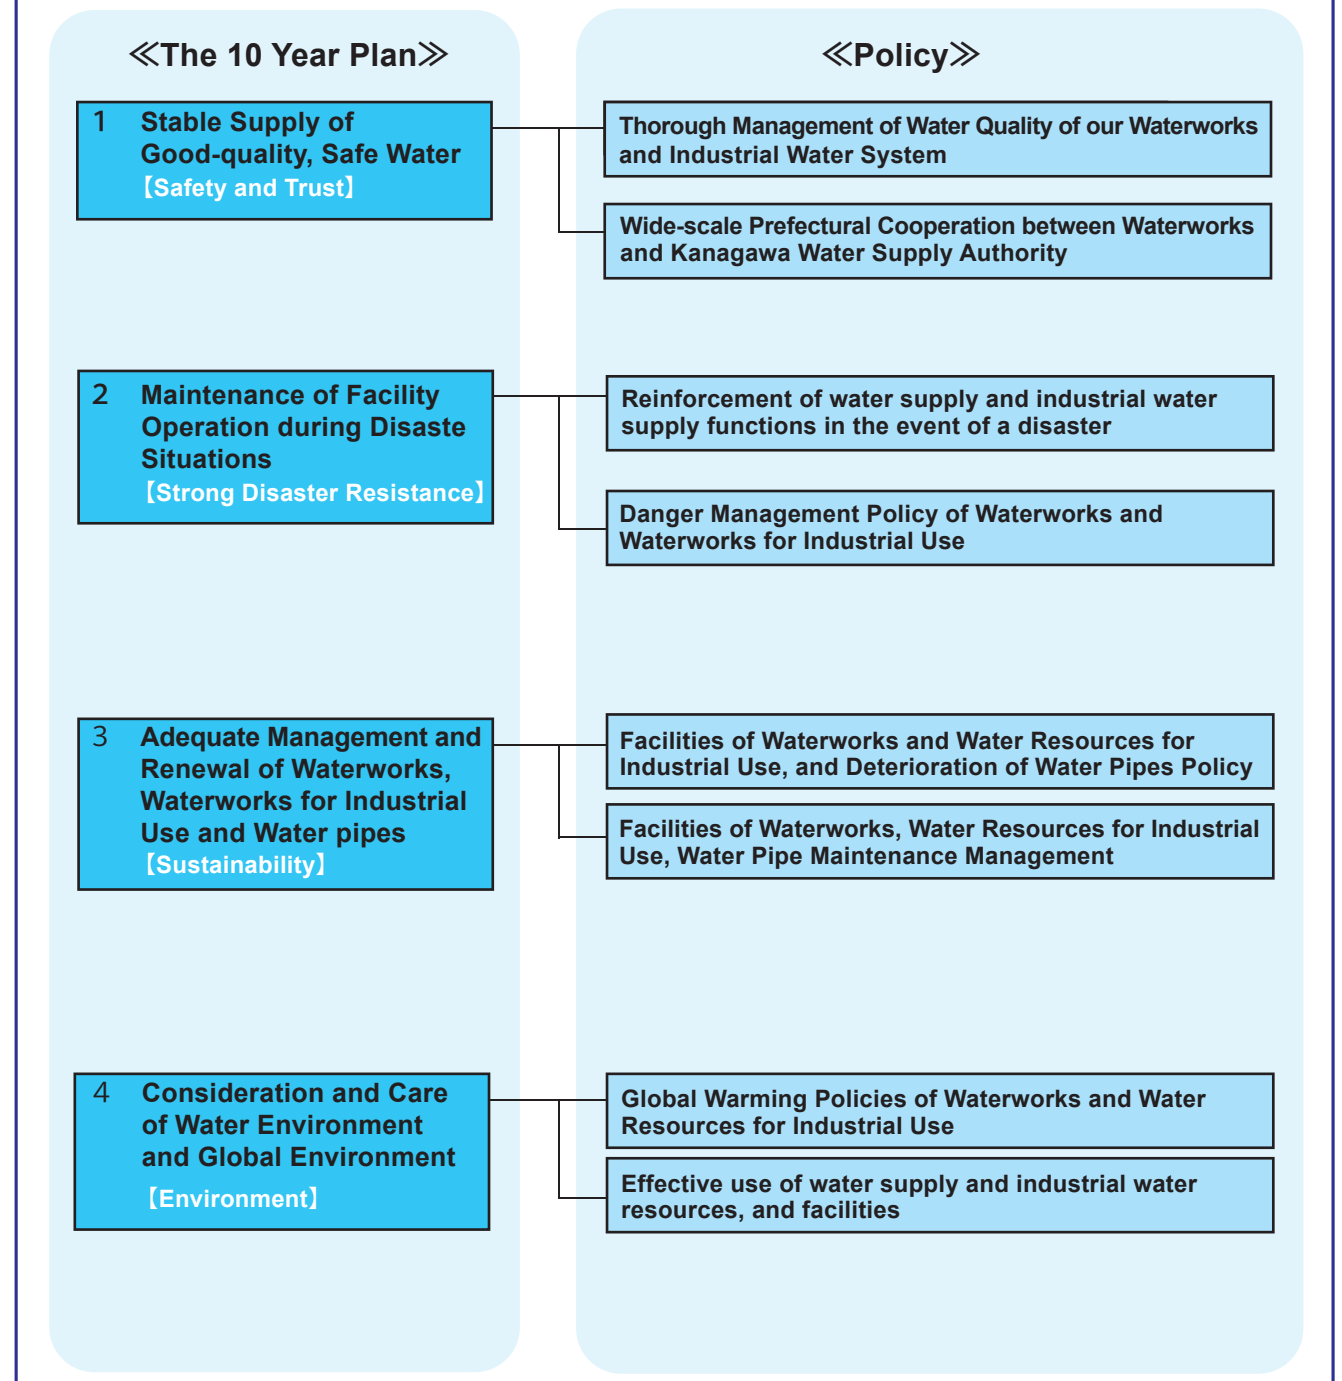 ≪The 10 Year Plan≫
≪Policy≫
1 Stable Supply of
Good-quality, Safe Water
【Safety and Trust】
Thorough Management of Water Quality of our Waterworks
and Industrial Water System
Wide-scale Prefectural Cooperation between Waterworks
and Kanagawa Water Supply Authority
2 Maintenance of Facility
Operation during Disaste
Situations
【Strong Disaster Resistance】
Reinforcement of water supply and industrial water
supply functions in the event of a disaster
Danger Management Policy of Waterworks and
Waterworks for Industrial Use
3 Adequate Management and
Renewal of Waterworks,
Waterworks for Industrial
Use and Water pipes
【Sustainability】
Facilities of Waterworks and Water Resources for
Industrial Use, and Deterioration of Water Pipes Policy
Facilities of Waterworks, Water Resources for Industrial
Use, Water Pipe Maintenance Management
4 Consideration and Care
of Water Environment
and Global Environment
【Environment】
Global Warming Policies of Waterworks and Water
Resources for Industrial Use
Effective use of water supply and industrial water
resources, and facilities